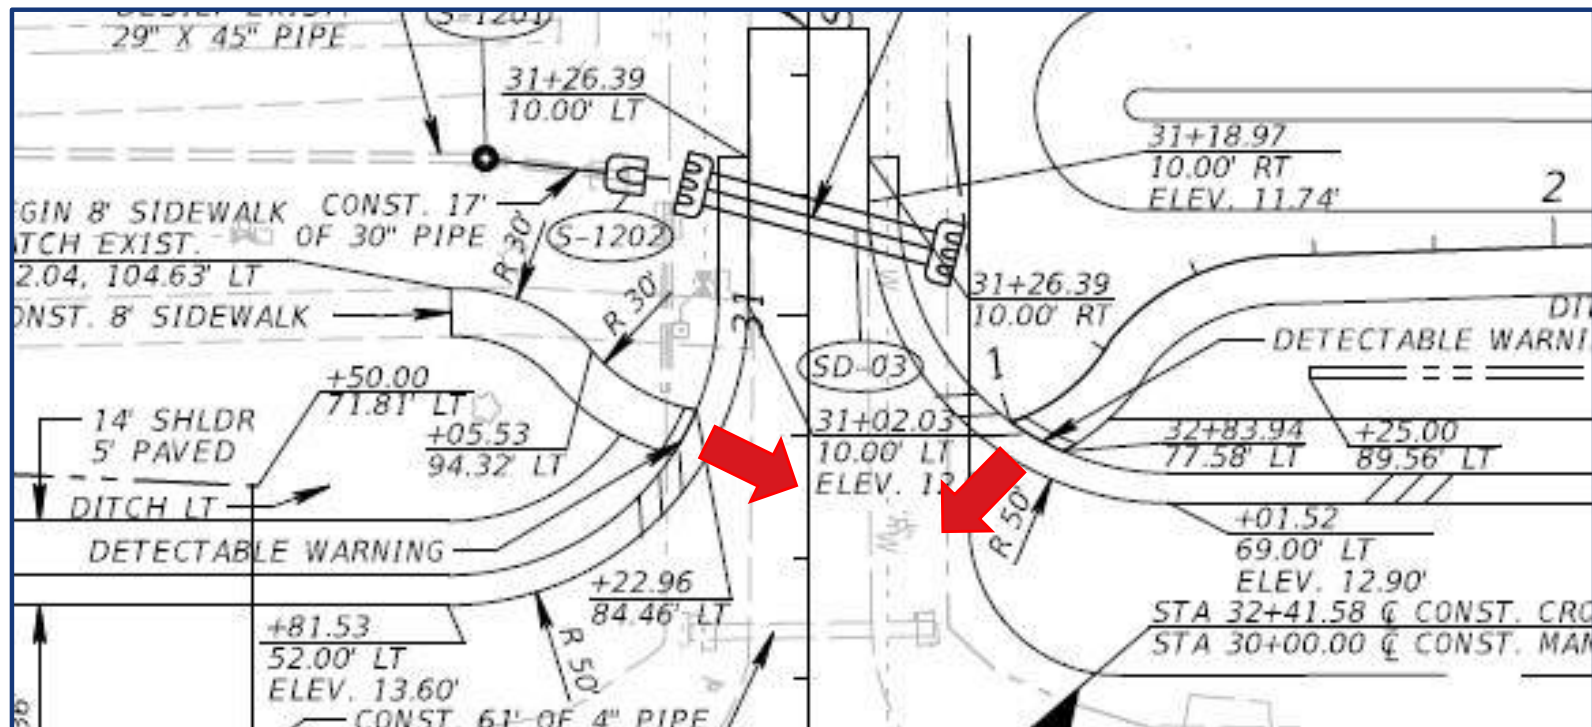 29" X 45" PIPE
S-1201
31+26.39
10.00' LT
31+18.97
10.00' RT
ELEV. 11.74'
2
8' SIDEWALK
EXIST.
104.63' LT
8' SIDEWALK
CONST. 17'
OF 30" PIPE
S-1202
R 30'
R 30'
31
31+26.39
10.00' RT
SD-03
1
DETECTABLE
+50.00
71.81' LT
14' SHLDR
5' PAVED
+05.53
94.32' LT
31+02.03
10.00' LT
ELEV.
32+83.94
77.58' LT
+25.00
89.56' LT
DITCH LT
DETECTABLE WARNING
R 50'
+01.52
69.00' LT
ELEV. 12.90'
+22.96
84.46' LT
+81.53
52.00' LT
ELEV. 13.60'
R 50'
STA 32+41.58 ℄ CONST.
STA 30+00.00 ℄ CONST.
CONST. 61' OF 4" PIPE